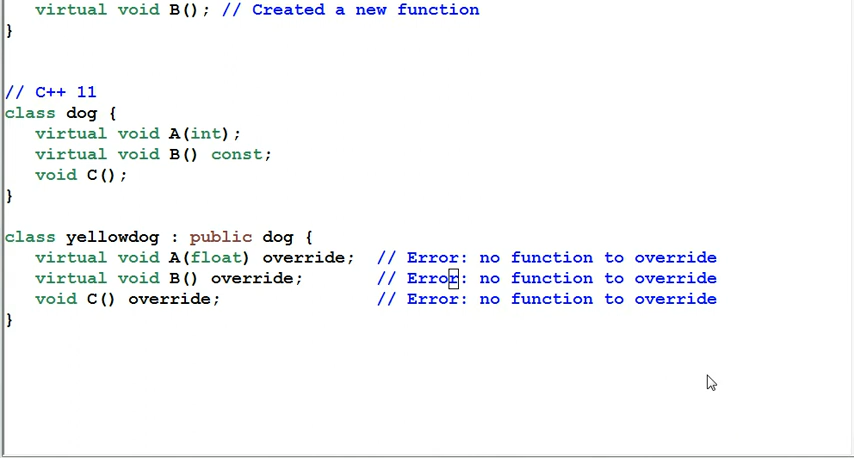 virtual void B(); // Created a new function
}
// C++ 11
class dog {
virtual void A(int);
virtual void B() const;
void C();
}
class yellowdog : public dog {
virtual void A(float) override; // Error: no function to override
virtual void B() override; // Error: no function to override
void C() override; // Error: no function to override
}